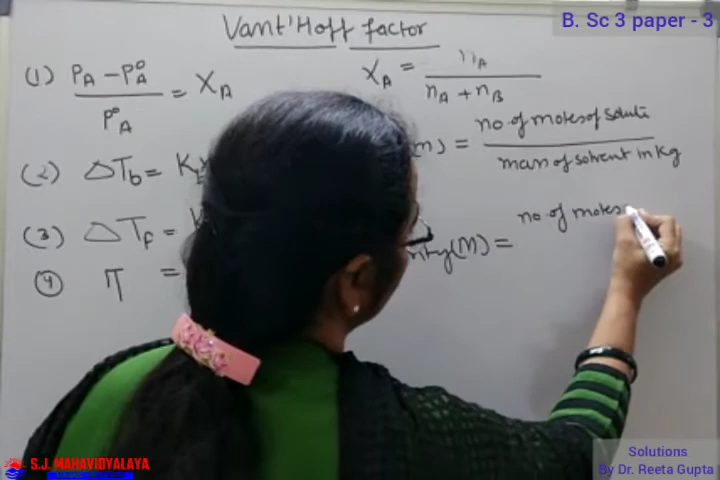 B. Sc 3 paper - 3
Vant'Hoff factor
(1) PA - P°A / P°A = XA
XA = nA / nA + nB
(m) = no. of moles of solute / mass of solvent in Kg
(2) ΔTb = K
(3) ΔTf =
(M) = no. of moles
(4) π =
S.J. MAHAVIDYALAYA
Solutions
By Dr. Reeta Gupta